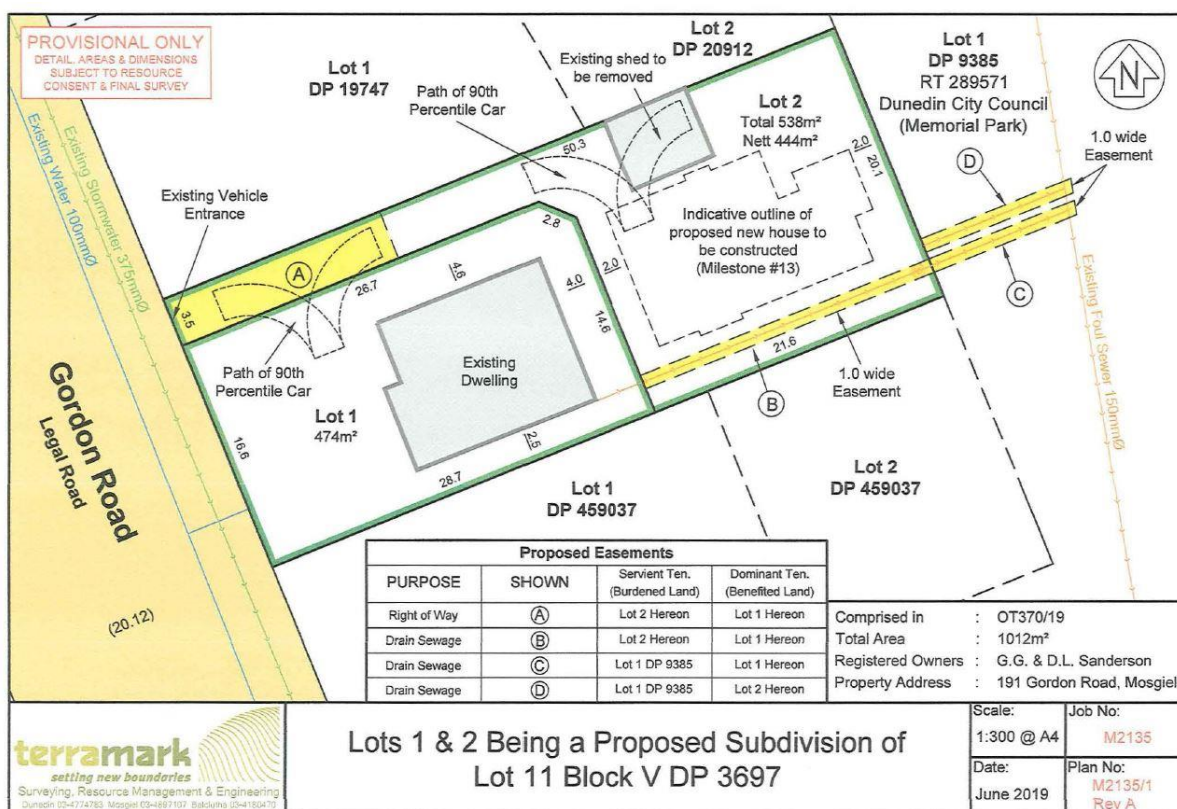 PROVISIONAL ONLY
DETAIL, AREAS & DIMENSIONS
SUBJECT TO RESOURCE
CONSENT & FINAL SURVEY
Lot 1
DP 19747
Lot 2
DP 20912
Existing shed to
be removed
Path of 90th
Percentile Car
Lot 2
Total 538m²
Nett 444m²
Lot 1
DP 9385
RT 289571
Dunedin City Council
(Memorial Park)
N
1.0 wide
Easement
D
C
Existing Vehicle
Entrance
Existing Water 100mmØ
Existing Stormwater 375mmØ
50.3
2.0
20.1
A
3.5
26.7
2.8
4.6
4.0
2.0
14.6
Indicative outline of
proposed new house to
be constructed
(Milestone #13)
Existing Foul Sewer 150mmØ
Path of 90th
Percentile Car
Existing
Dwelling
21.6
1.0 wide
Easement
B
Lot 1
474m²
16.6
2.5
28.7
Gordon Road
Legal Road
(20.12)
Lot 1
DP 459037
Lot 2
DP 459037
Proposed Easements
PURPOSE SHOWN Servient Ten. (Burdened Land) Dominant Ten. (Benefited Land)
Right of Way A Lot 2 Hereon Lot 1 Hereon
Drain Sewage B Lot 2 Hereon Lot 1 Hereon
Drain Sewage C Lot 1 DP 9385 Lot 1 Hereon
Drain Sewage D Lot 1 DP 9385 Lot 2 Hereon
Comprised in : OT370/19
Total Area : 1012m²
Registered Owners : G.G. & D.L. Sanderson
Property Address : 191 Gordon Road, Mosgiel
terramark
setting new boundaries
Surveying, Resource Management & Engineering
Dunedin 03-4774783 Mosgiel 03-4897107 Balclutha 03-4180470
Lots 1 & 2 Being a Proposed Subdivision of
Lot 11 Block V DP 3697
Scale:
1:300 @ A4
Job No:
M2135
Date:
June 2019
Plan No:
M2135/1
Rev A